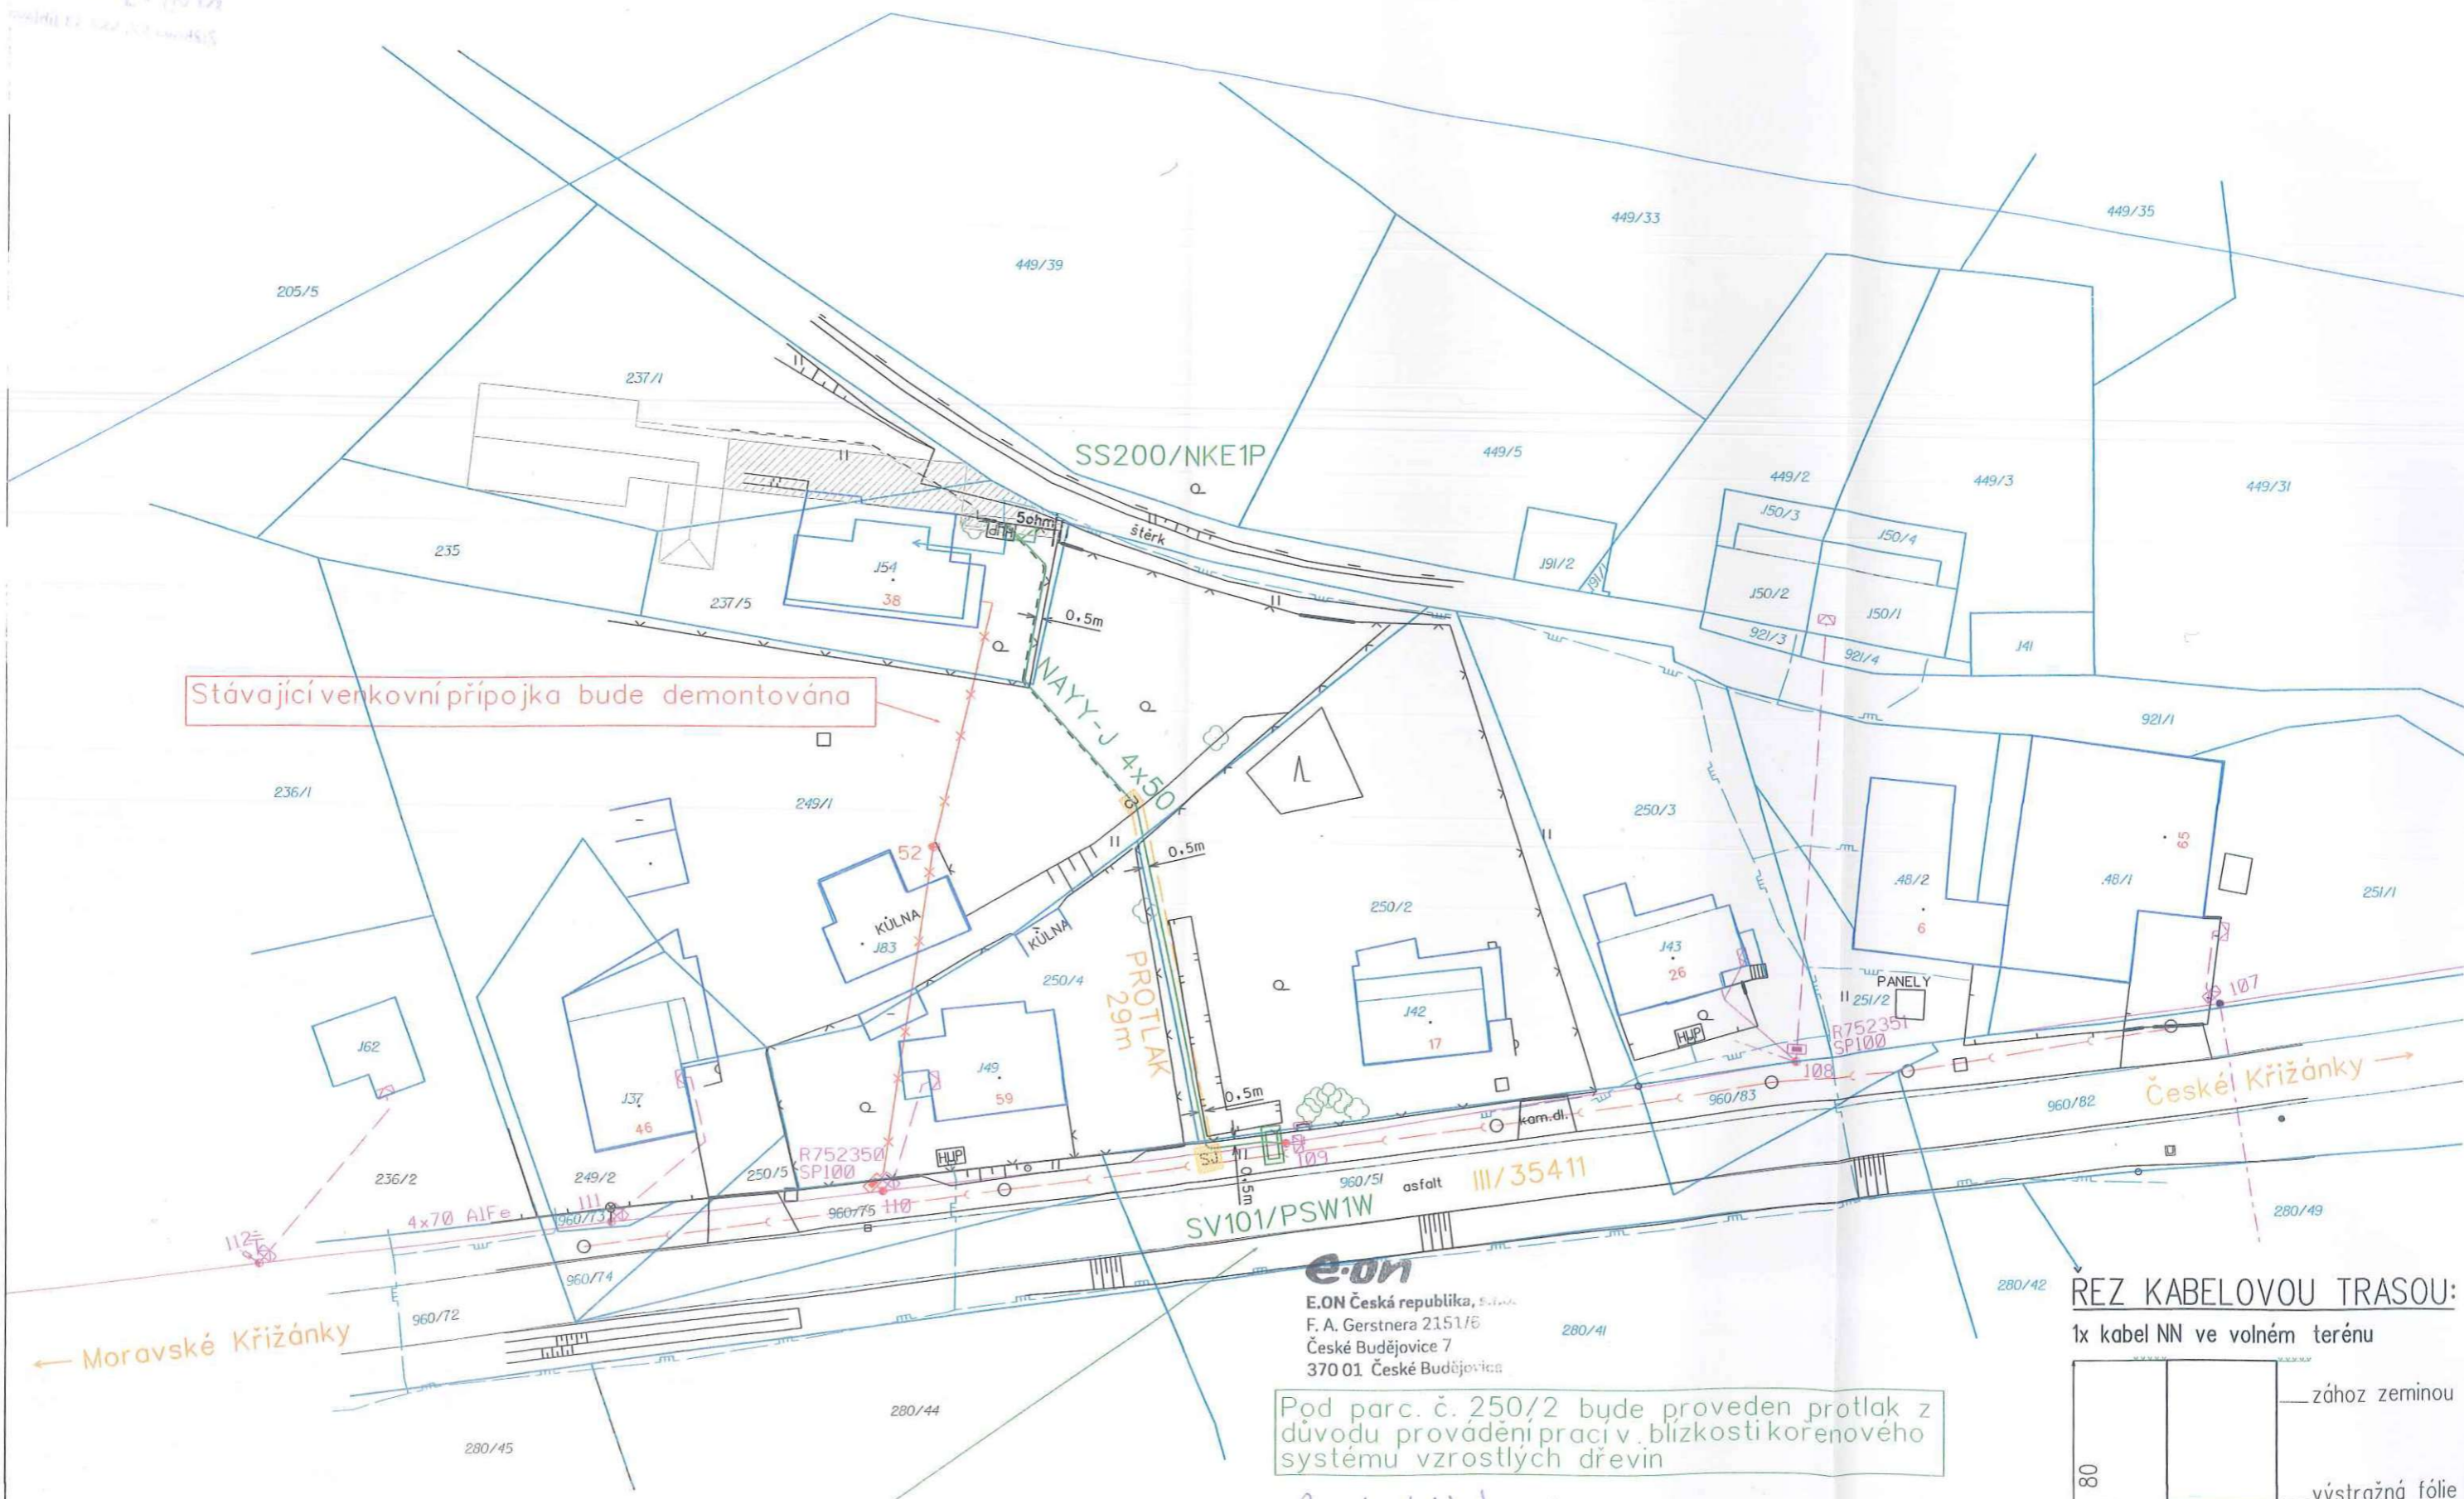 449/33
449/35
449/39
205/5
237/1
SS200/NKE1P
449/5
449/2
449/3
449/31
J50/3
J50/4
5ohm
štěrk
235
J54
38
J91/2
J91/1
J50/2
J50/1
237/5
0,5m
921/3
921/4
J41
Stávající venkovní přípojka bude demontována
NAYY-J 4x50
921/1
236/1
249/1
250/3
65
52
0,5m
48/2
48/1
251/1
KŮLNA
J83
KŮLNA
250/2
6
J43
26
250/4
PROTLAK
29m
PANELY
251/2
107
J62
J42
17
HUP
R752351
SP100
J49
59
108
J37
46
0,5m
České Křižánky
kam.dl.
960/83
960/82
R752350
SP100
HUP
SJ
109
236/2
249/2
250/5
960/51
asfalt
III/35411
0,5m
111
4x70 AlFe
960/73
960/75
110
SV101/PSW1W
112
280/49
960/74
960/72
e·on
280/42
REZ KABELOVOU TRASOU:
E.ON Česká republika, s.r.o.
F. A. Gerstnera 2151/6
280/41
1x kabel NN ve volném terénu
Moravské Křižánky
České Budějovice 7
370 01 České Budějovice
zához zeminou
280/44
Pod parc. č. 250/2 bude proveden protlak z
důvodu provádění prací v blízkosti kořenového
systému vzrostlých dřevin
280/45
80
výstražná fólie